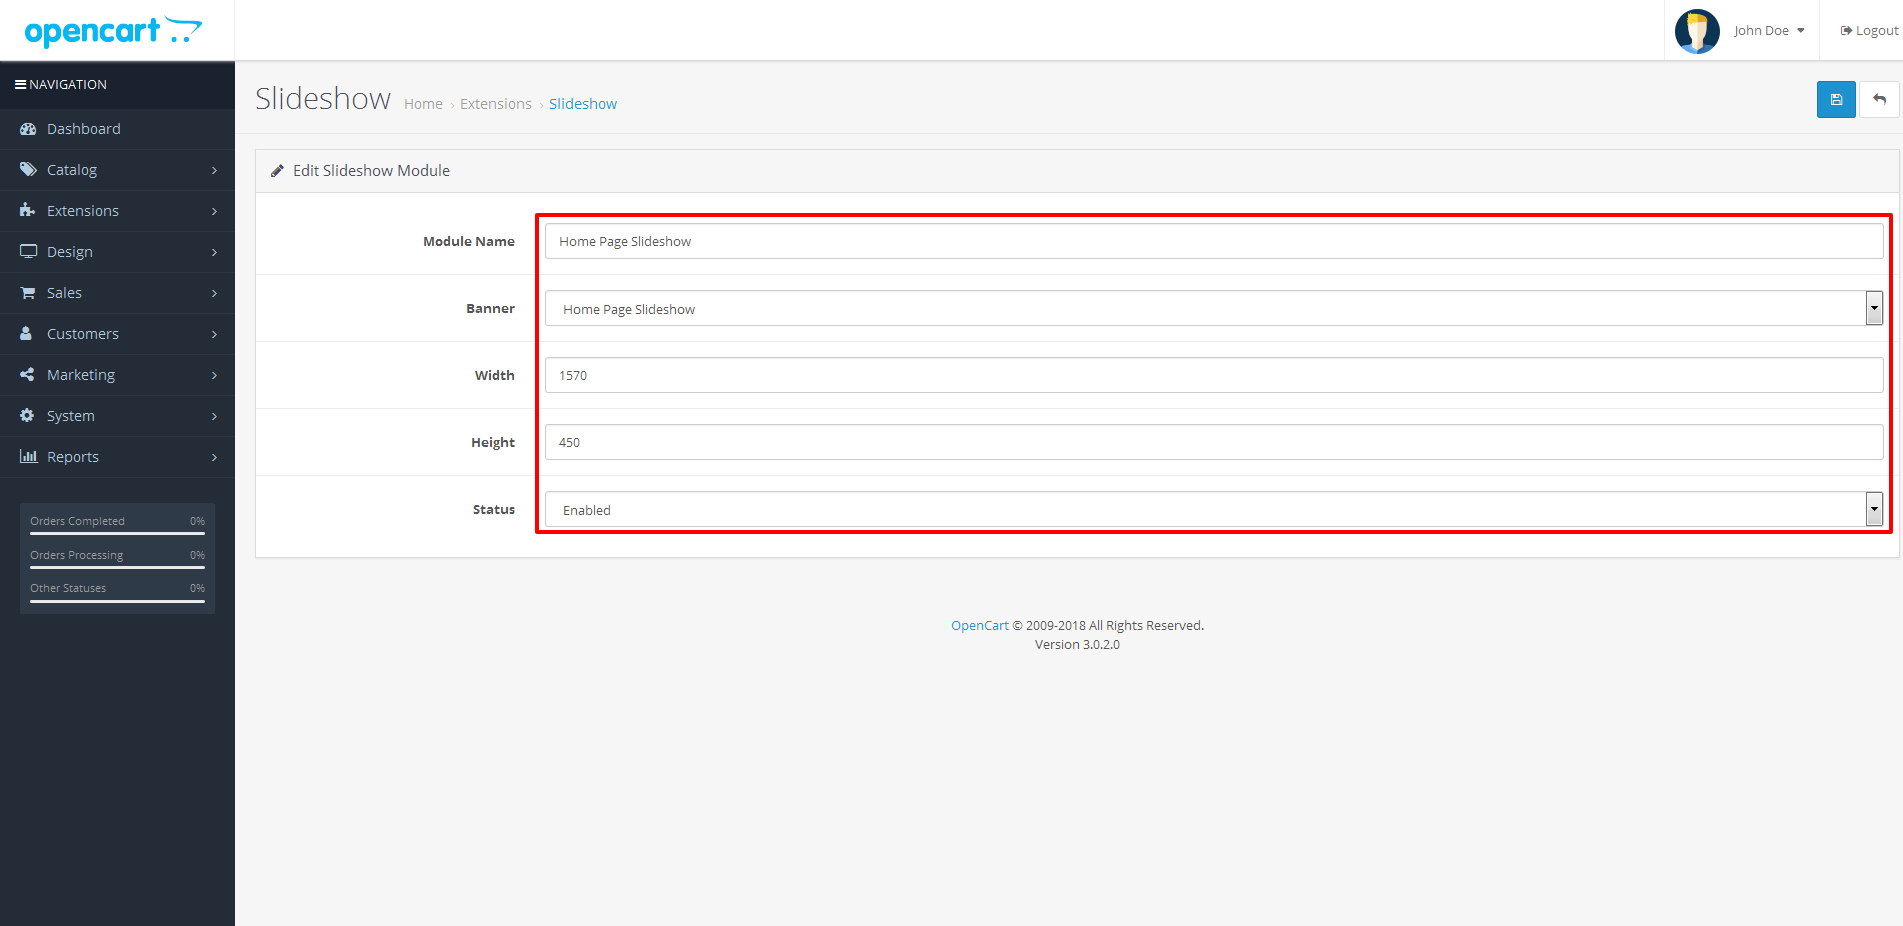 opencart
John Doe
Logout
NAVIGATION
Dashboard
Catalog
Extensions
Design
Sales
Customers
Marketing
System
Reports
Orders Completed 0%
Orders Processing 0%
Other Statuses 0%
Slideshow Home › Extensions › Slideshow
Edit Slideshow Module
Module Name Home Page Slideshow
Banner Home Page Slideshow
Width 1570
Height 450
Status Enabled
OpenCart © 2009-2018 All Rights Reserved.
Version 3.0.2.0